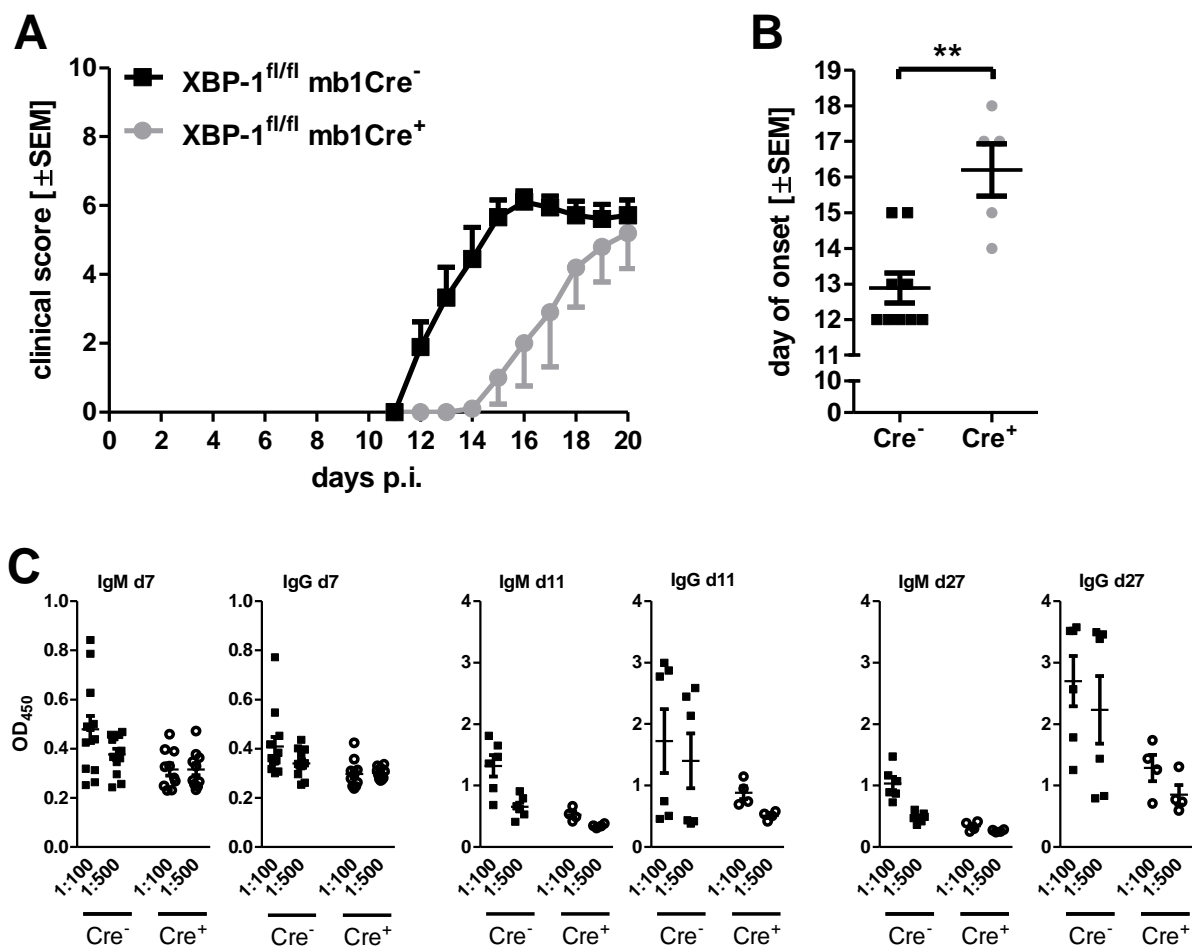 A
XBP-1fl/fl mb1Cre-
XBP-1fl/fl mb1Cre+
clinical score [±SEM]
10
8
6
4
2
0
0 2 4 6 8 10 12 14 16 18 20
days p.i.
B
**
day of onset [±SEM]
19
18
17
16
15
14
13
12
11
10
0
Cre- Cre+
C
IgM d7 IgG d7 IgM d11 IgG d11 IgM d27 IgG d27
OD450
1.0 1.0 4 4 4 4
0.8 0.8
3 3 3 3
0.6 0.6
2 2 2 2
0.4 0.4
1 1 1 1
0.2 0.2
0.0 0.0 0 0 0 0
1:100 1:500 1:100 1:500 1:100 1:500 1:100 1:500 1:100 1:500 1:100 1:500 1:100 1:500 1:100 1:500 1:100 1:500 1:100 1:500 1:100 1:500 1:100 1:500
Cre- Cre+ Cre- Cre+ Cre- Cre+ Cre- Cre+ Cre- Cre+ Cre- Cre+